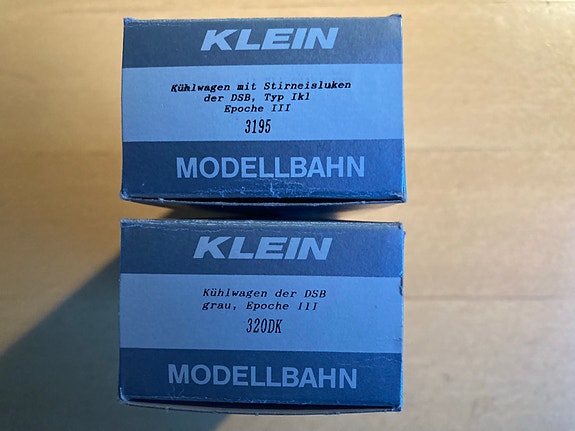 KLEIN
Kühlwagen mit Stirneisluken
der DSB, Typ Ikl
Epoche III
3195
MODELLBAHN
KLEIN
Kühlwagen der DSB
grau, Epoche III
320DK
MODELLBAHN